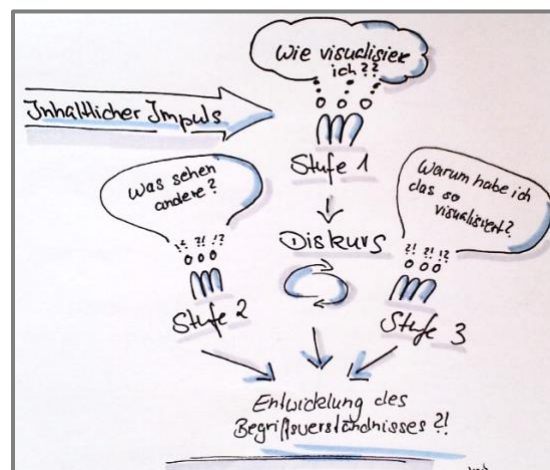 Wie visualisier
ich??
Inhaltlicher Impuls
Stufe 1
Was sehen
andere?
Warum habe ich
das so
visualisiert?
Diskurs
!? ?! !?
?! ?! !?
Stufe 2
Stufe 3
Entwicklung des
Begriffsverständnisses ?!